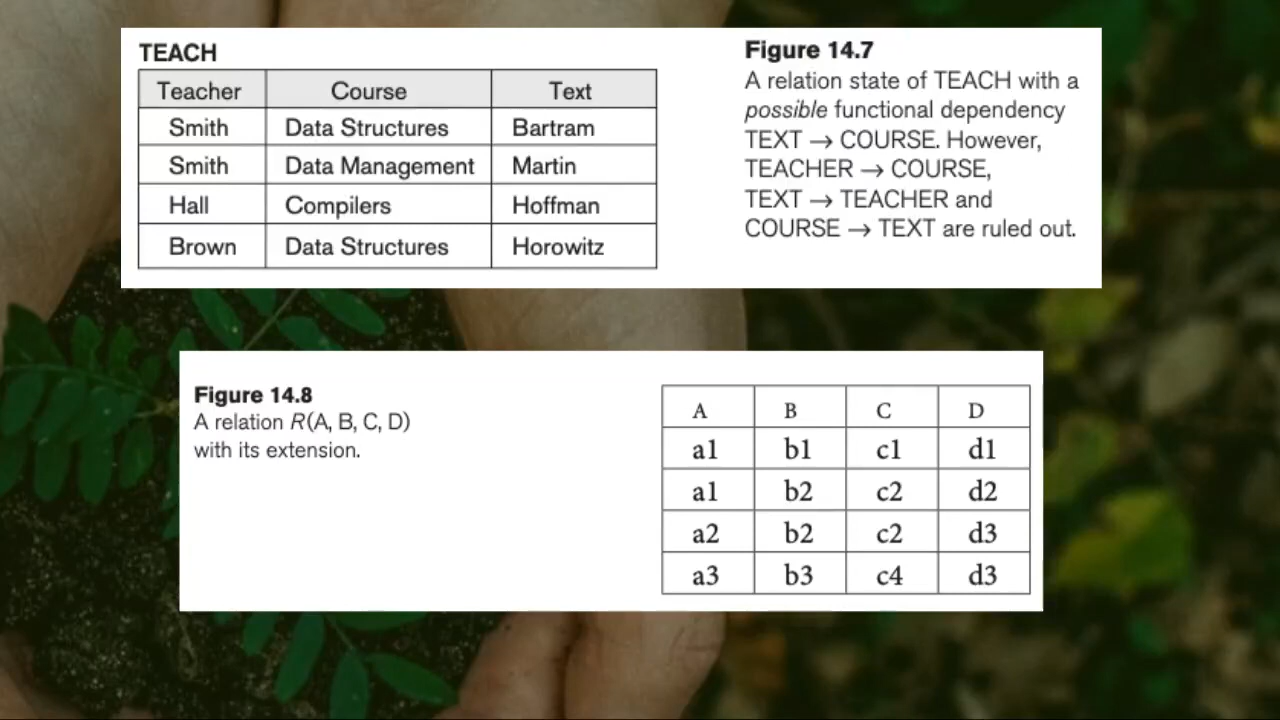 TEACH
Teacher Course Text
Smith Data Structures Bartram
Smith Data Management Martin
Hall Compilers Hoffman
Brown Data Structures Horowitz
Figure 14.7
A relation state of TEACH with a
possible functional dependency
TEXT → COURSE. However,
TEACHER → COURSE,
TEXT → TEACHER and
COURSE → TEXT are ruled out.
Figure 14.8
A relation R(A, B, C, D)
with its extension.
A B C D
a1 b1 c1 d1
a1 b2 c2 d2
a2 b2 c2 d3
a3 b3 c4 d3